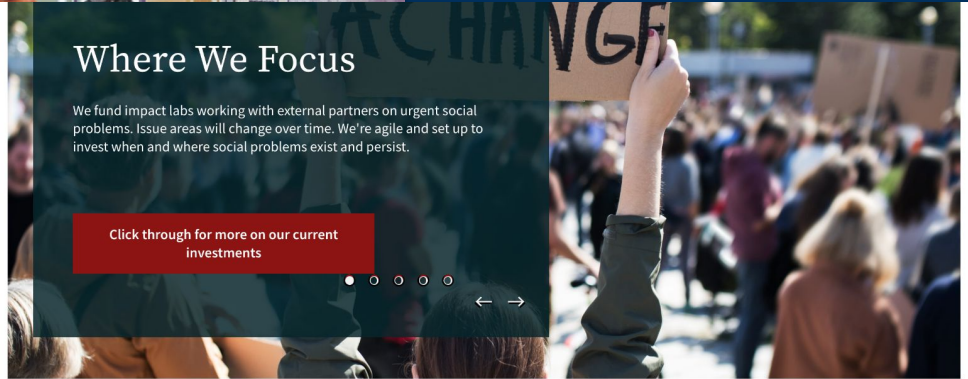 A CHANGE
Where We Focus
We fund impact labs working with external partners on urgent social
problems. Issue areas will change over time. We're agile and set up to
invest when and where social problems exist and persist.
Click through for more on our current
investments